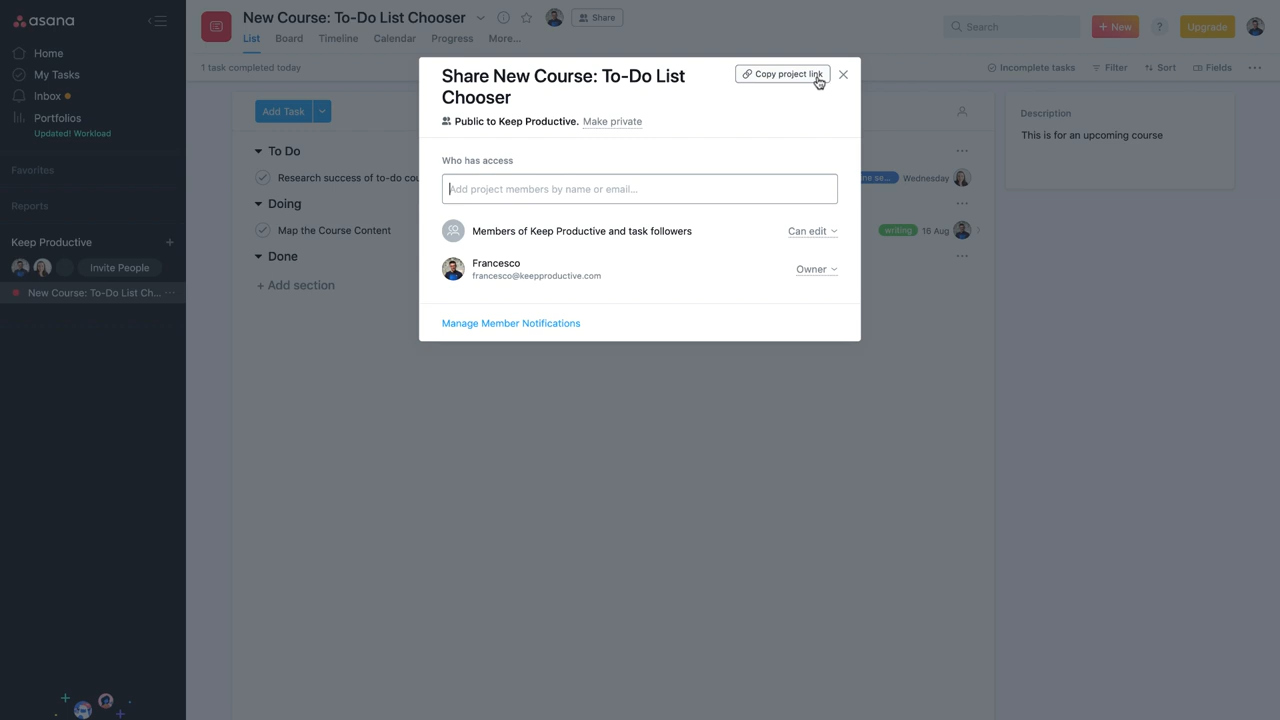 asana
New Course: To-Do List Chooser
Share
Search
+ New
?
Upgrade
List
Board
Timeline
Calendar
Progress
More...
Home
My Tasks
Inbox
Portfolios
Updated! Workload
Favorites
Reports
Keep Productive
+
Invite People
New Course: To-Do List Ch...
1 task completed today
Incomplete tasks
Filter
Sort
Fields
Add Task
To Do
Research success of to-do cou
Wednesday
Doing
Map the Course Content
writing
16 Aug
Done
+ Add section
Description
This is for an upcoming course
Share New Course: To-Do List
Chooser
Copy project link
Public to Keep Productive. Make private
Who has access
Add project members by name or email...
Members of Keep Productive and task followers
Can edit
Francesco
francesco@keepproductive.com
Owner
Manage Member Notifications